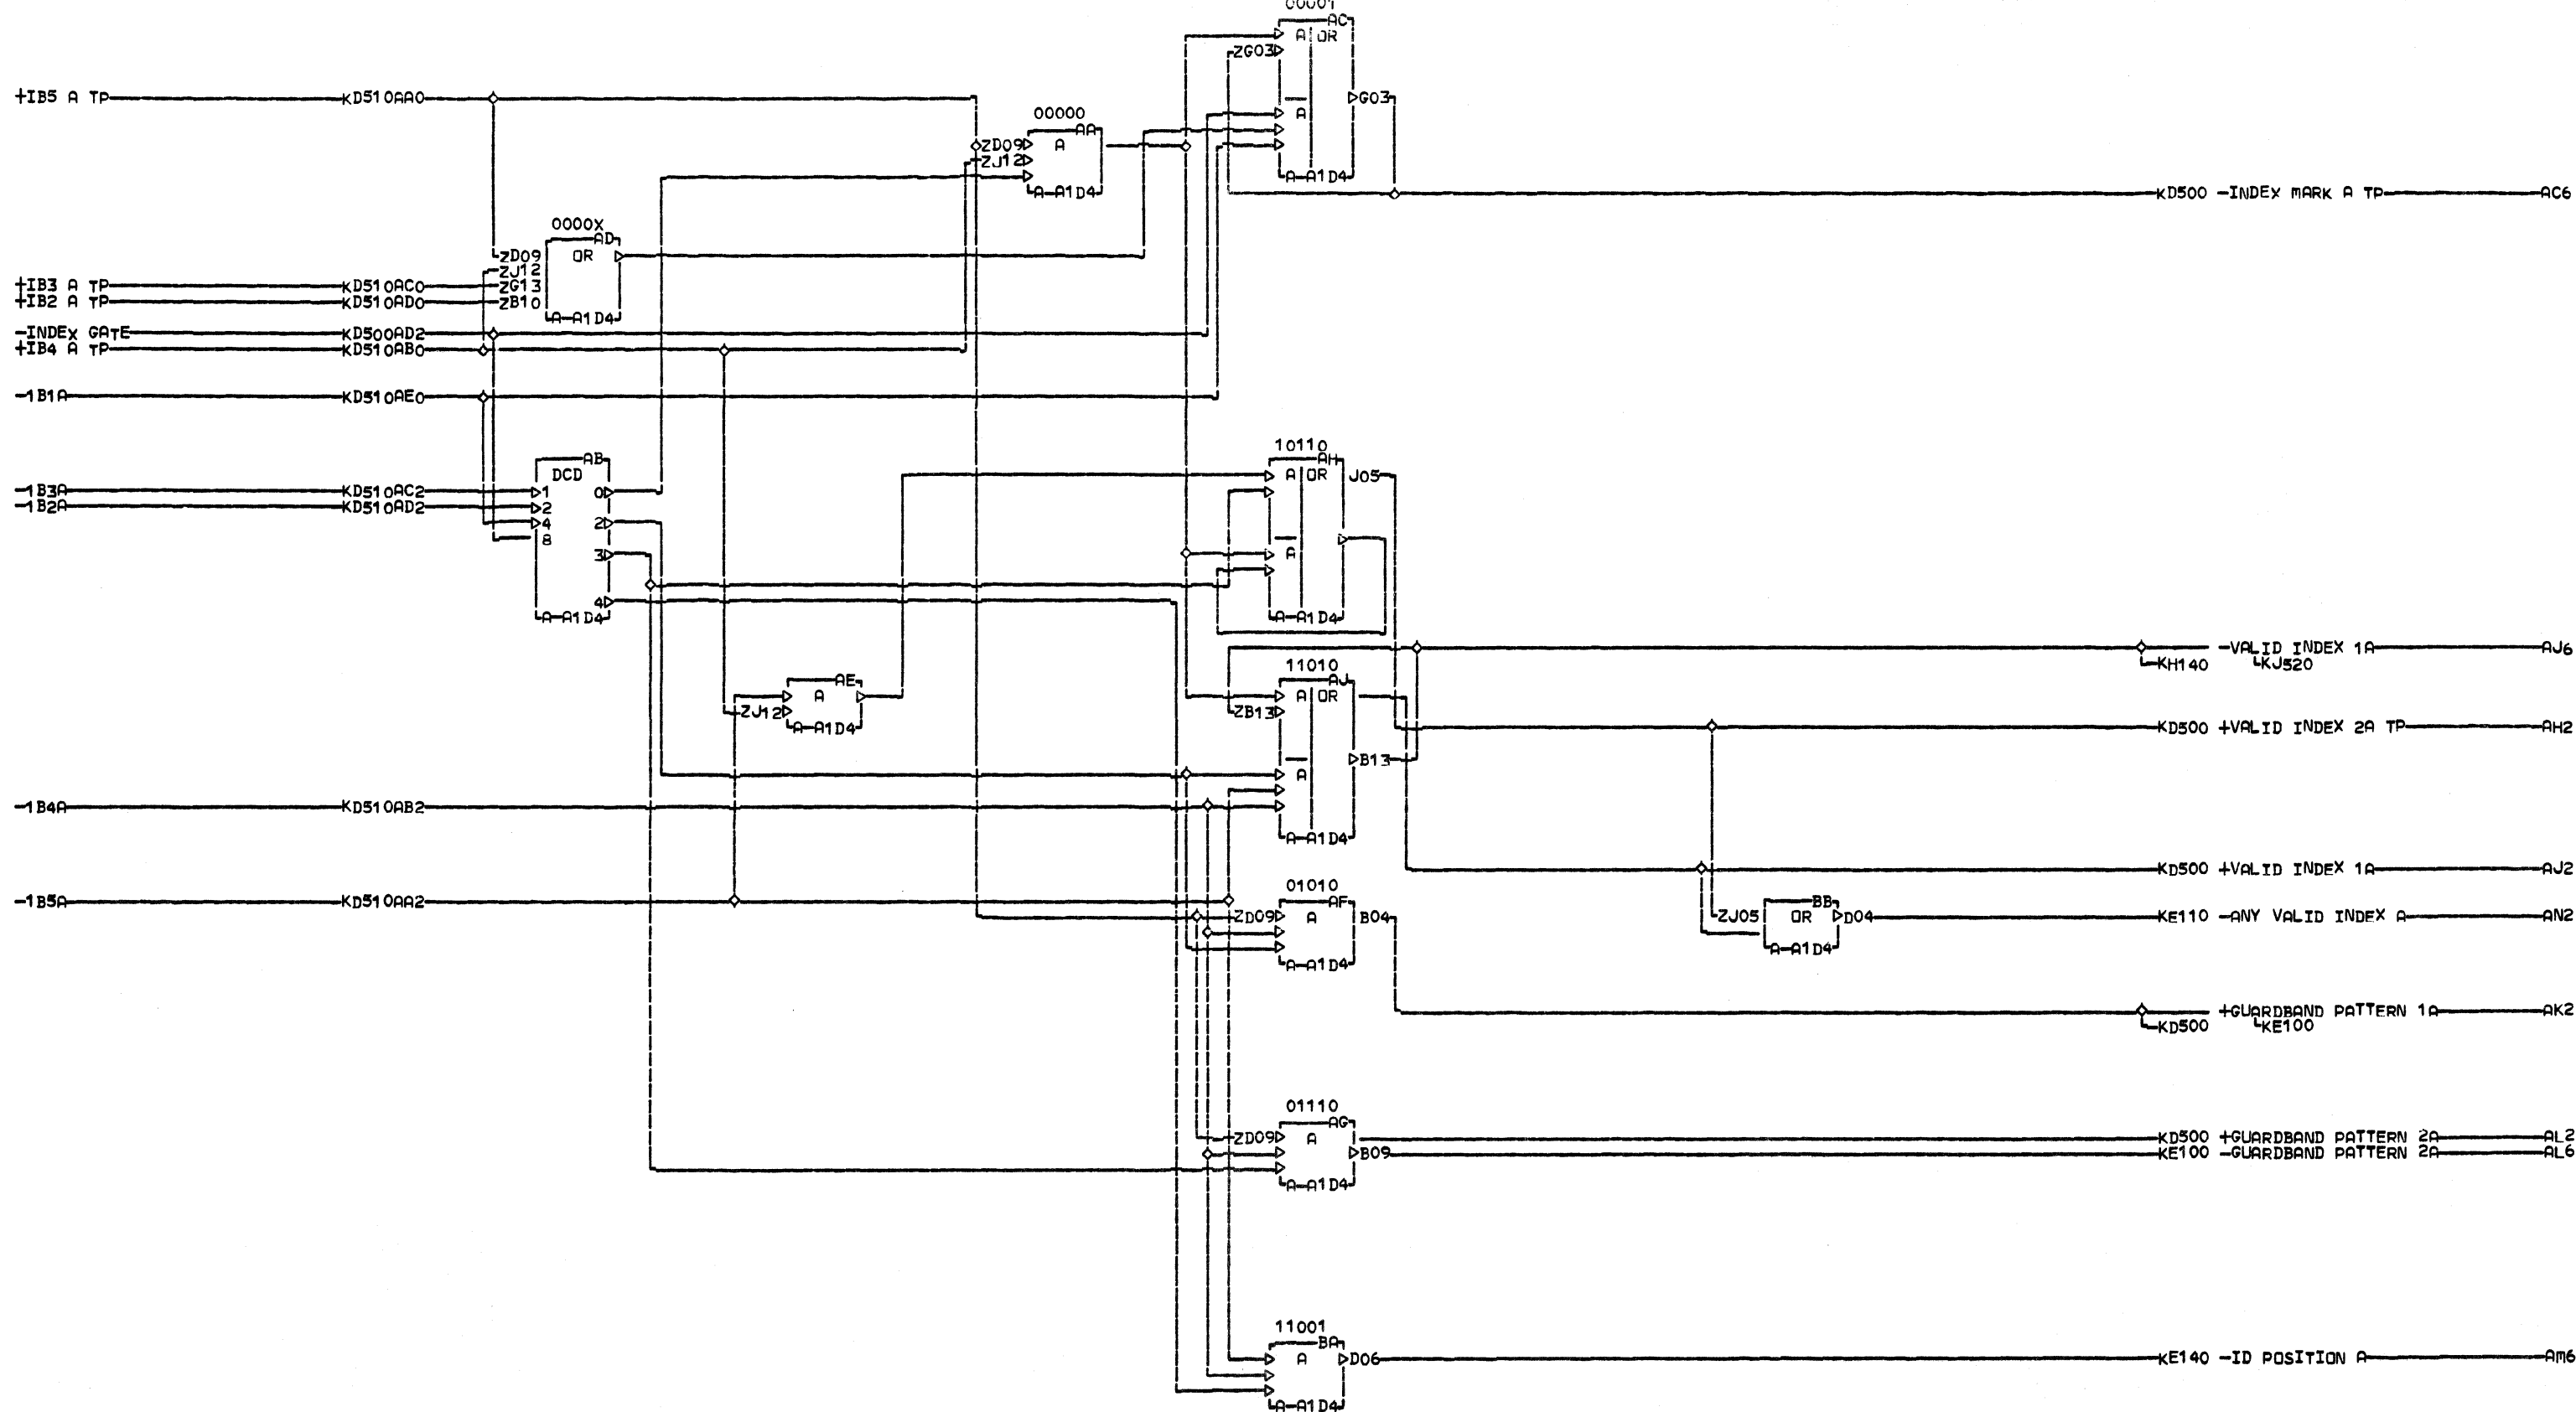 00001
AC
A OR
ZG03
+IB5 A TP KD510AA0
G03
A
00000
AA
ZD09 A
ZJ12
A-A1D4
A-A1D4
KD500 -INDEX MARK A TP AC6
0000X
AD
ZD09 OR
ZJ12
+IB3 A TP KD510AC0 ZG13
+IB2 A TP KD510AD0 ZB10
A-A1D4
-INDEX GATE KD500AD2
+IB4 A TP KD510AB0
-1B1A KD510AE0
10110
AB AH
DCD A OR J05
-1B3A KD510AC2 1 0
-1B2A KD510AD2 2
4 2
8
3 A
4
A-A1D4 A-A1D4
-VALID INDEX 1A AJ6
KH140 KJ520
11010
AE AJ
A A OR
ZJ12 ZB13
A-A1D4
KD500 +VALID INDEX 2A TP AH2
B13
A
-1B4A KD510AB2
A-A1D4
KD500 +VALID INDEX 1A AJ2
01010
-1B5A KD510AA2 AF BB
ZD09 A B04 ZJ05 OR D04 KE110 -ANY VALID INDEX A AN2
A-A1D4
A-A1D4
+GUARDBAND PATTERN 1A AK2
KD500 KE100
01110
AG
ZD09 A KD500 +GUARDBAND PATTERN 2A AL2
B09 KE100 -GUARDBAND PATTERN 2A AL6
A-A1D4
11001
BA
A D06 KE140 -ID POSITION A AM6
A-A1D4